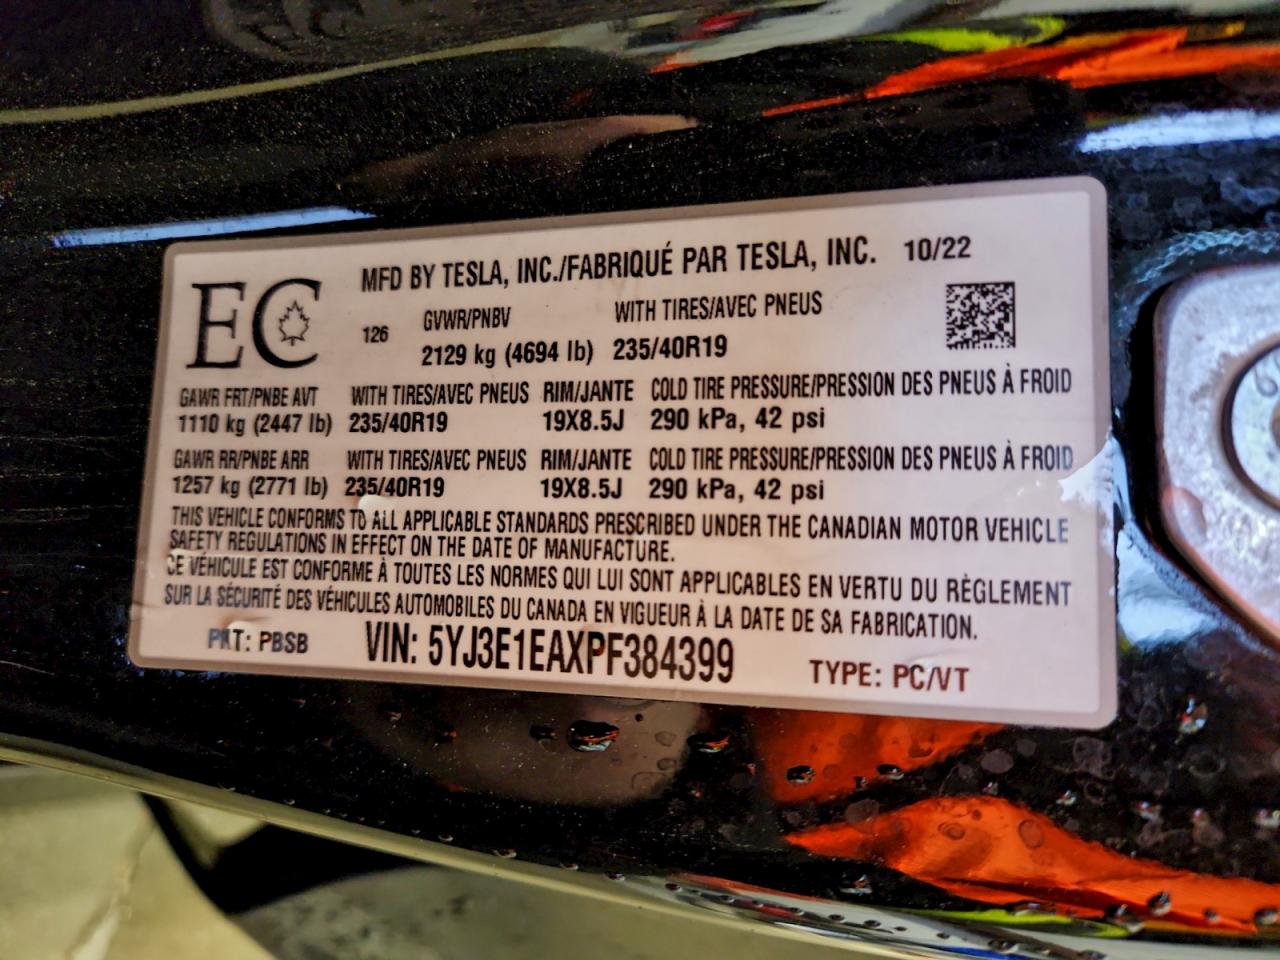 MFD BY TESLA, INC./FABRIQUÉ PAR TESLA, INC. 10/22
EC 126 GVWR/PNBV WITH TIRES/AVEC PNEUS
2129 kg (4694 lb) 235/40R19
GAWR FRT/PNBE AVT WITH TIRES/AVEC PNEUS RIM/JANTE COLD TIRE PRESSURE/PRESSION DES PNEUS À FROID
1110 kg (2447 lb) 235/40R19 19X8.5J 290 kPa, 42 psi
GAWR RR/PNBE ARR WITH TIRES/AVEC PNEUS RIM/JANTE COLD TIRE PRESSURE/PRESSION DES PNEUS À FROID
1257 kg (2771 lb) 235/40R19 19X8.5J 290 kPa, 42 psi
THIS VEHICLE CONFORMS TO ALL APPLICABLE STANDARDS PRESCRIBED UNDER THE CANADIAN MOTOR VEHICLE
SAFETY REGULATIONS IN EFFECT ON THE DATE OF MANUFACTURE.
CE VÉHICULE EST CONFORME À TOUTES LES NORMES QUI LUI SONT APPLICABLES EN VERTU DU RÈGLEMENT
SUR LA SÉCURITÉ DES VÉHICULES AUTOMOBILES DU CANADA EN VIGUEUR À LA DATE DE SA FABRICATION.
PNT: PBSB VIN: 5YJ3E1EAXPF384399 TYPE: PC/VT